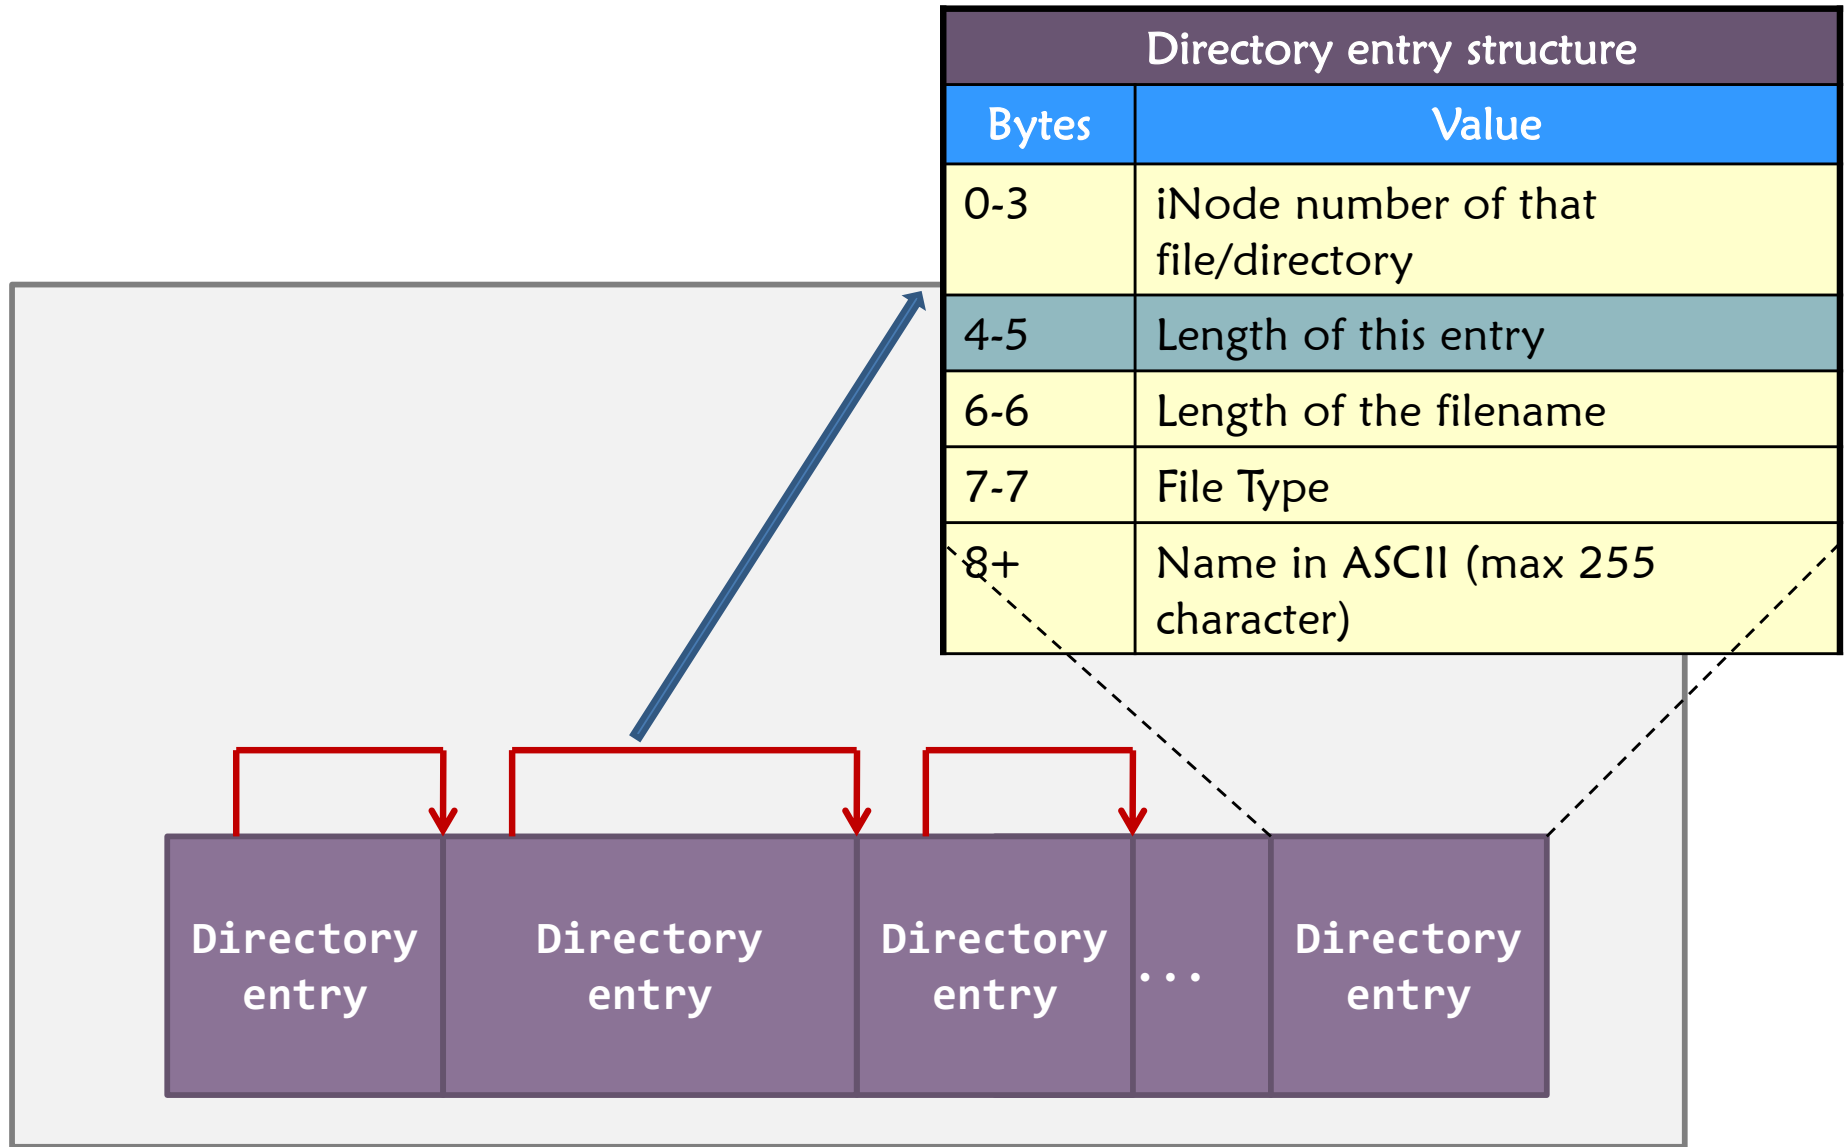 Directory entry structure
Bytes Value
0-3 iNode number of that
file/directory
4-5 Length of this entry
6-6 Length of the filename
7-7 File Type
8+ Name in ASCII (max 255
character)
Directory Directory Directory Directory
entry entry entry ... entry